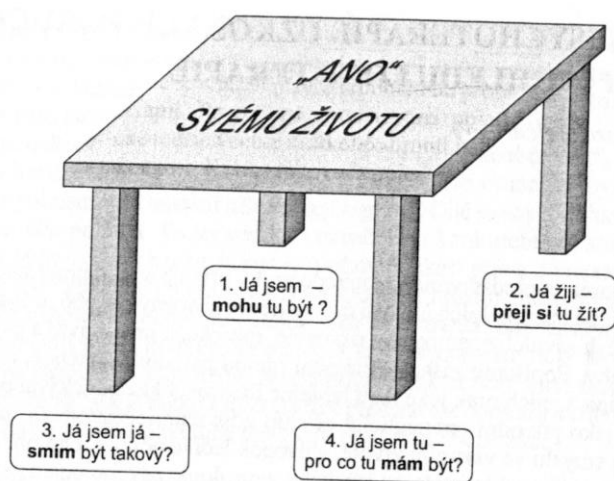 „ANO"
SVÉMU ŽIVOTU
1. Já jsem –
mohu tu být ?
2. Já žiji –
přeji si tu žít?
3. Já jsem já –
smím být takový?
4. Já jsem tu –
pro co tu mám být?